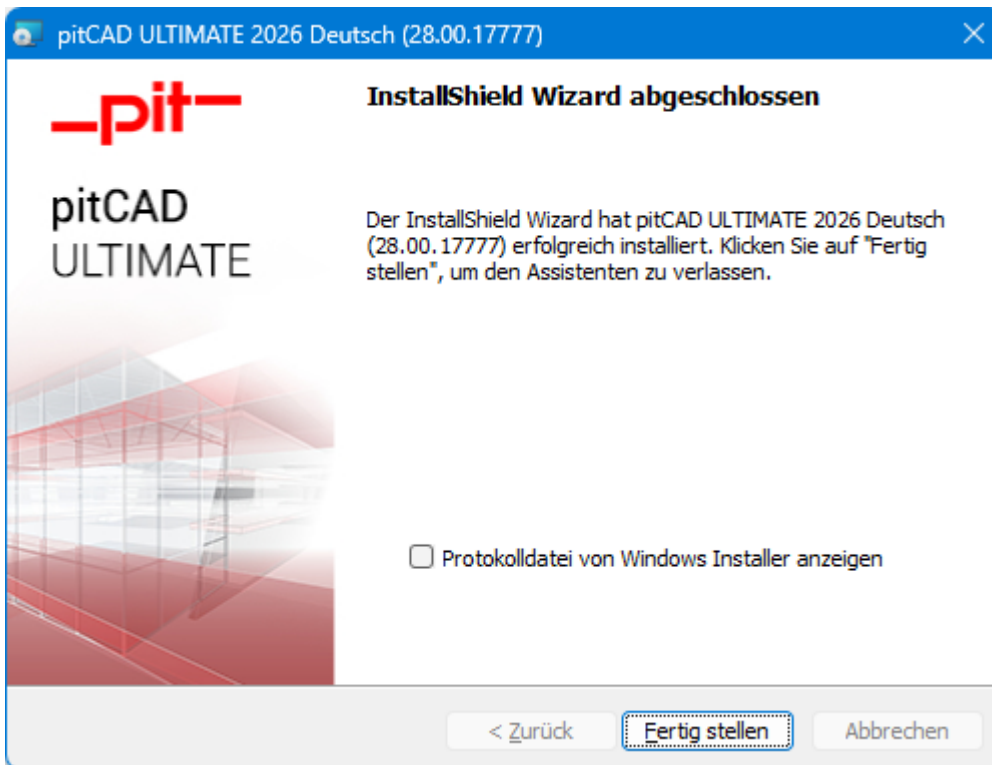 pitCAD ULTIMATE 2026 Deutsch (28.00.17777)
pit
pitCAD
ULTIMATE
InstallShield Wizard abgeschlossen
Der InstallShield Wizard hat pitCAD ULTIMATE 2026 Deutsch
(28.00.17777) erfolgreich installiert. Klicken Sie auf "Fertig
stellen", um den Assistenten zu verlassen.
Protokolldatei von Windows Installer anzeigen
< Zurück
Fertig stellen
Abbrechen